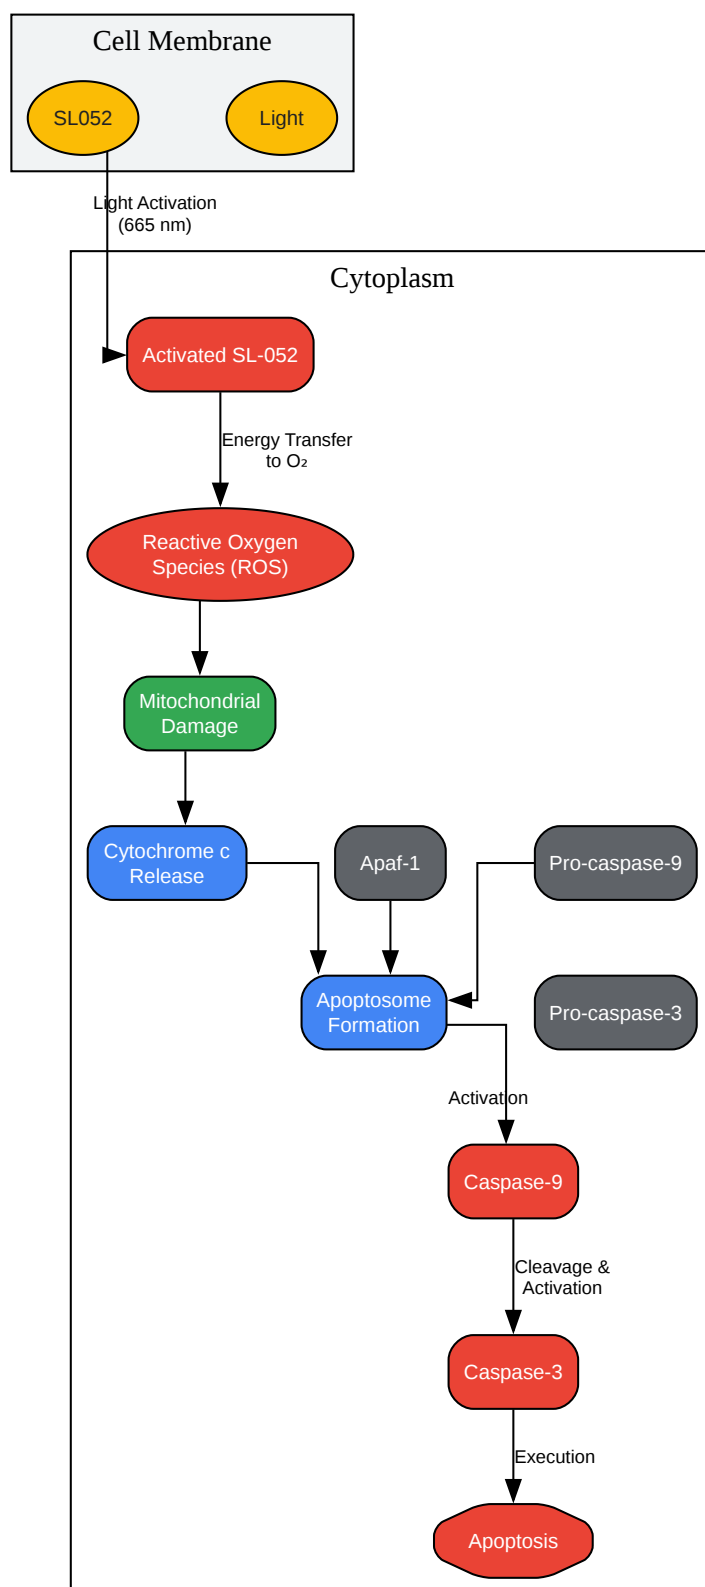 Cell Membrane
SL052
Light
Light Activation
(665 nm)
Cytoplasm
Activated SL-052
Energy Transfer
to O₂
Reactive Oxygen
Species (ROS)
Mitochondrial
Damage
Cytochrome c
Release
Apaf-1
Pro-caspase-9
Apoptosome
Formation
Pro-caspase-3
Activation
Caspase-9
Cleavage &
Activation
Caspase-3
Execution
Apoptosis